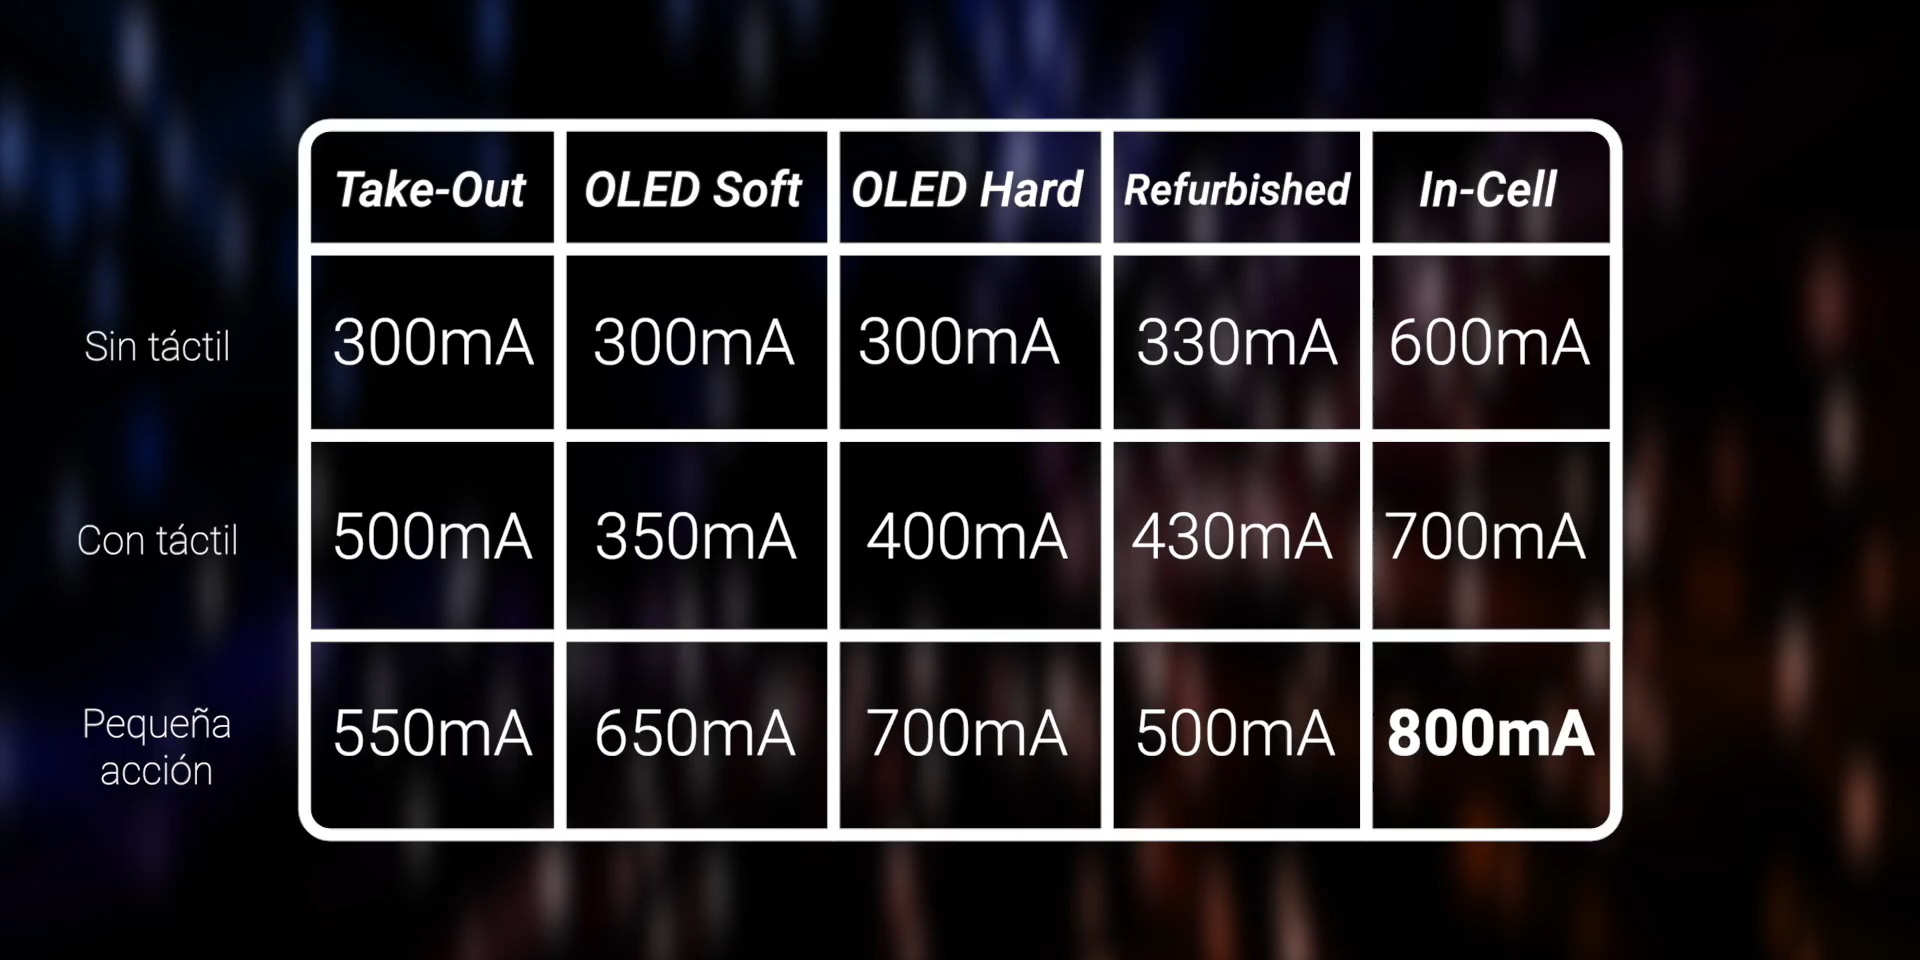 Take-Out OLED Soft OLED Hard Refurbished In-Cell
Sin táctil 300mA 300mA 300mA 330mA 600mA
Con táctil 500mA 350mA 400mA 430mA 700mA
Pequeña
acción 550mA 650mA 700mA 500mA 800mA